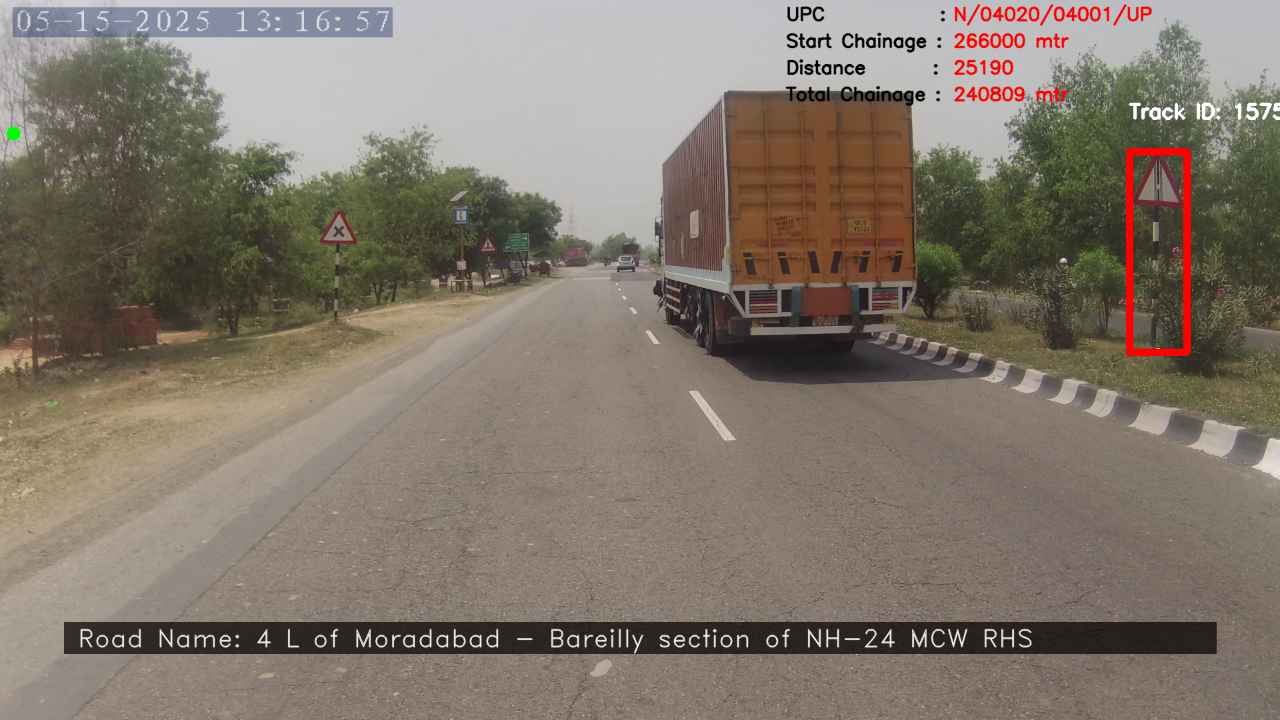 05-15-2025 13:16:57
UPC : N/04020/04001/UP
Start Chainage : 266000 mtr
Distance : 25190
Total Chainage : 240809 mtr
Track ID: 1575
Road Name: 4 L of Moradabad - Bareilly section of NH-24 MCW RHS